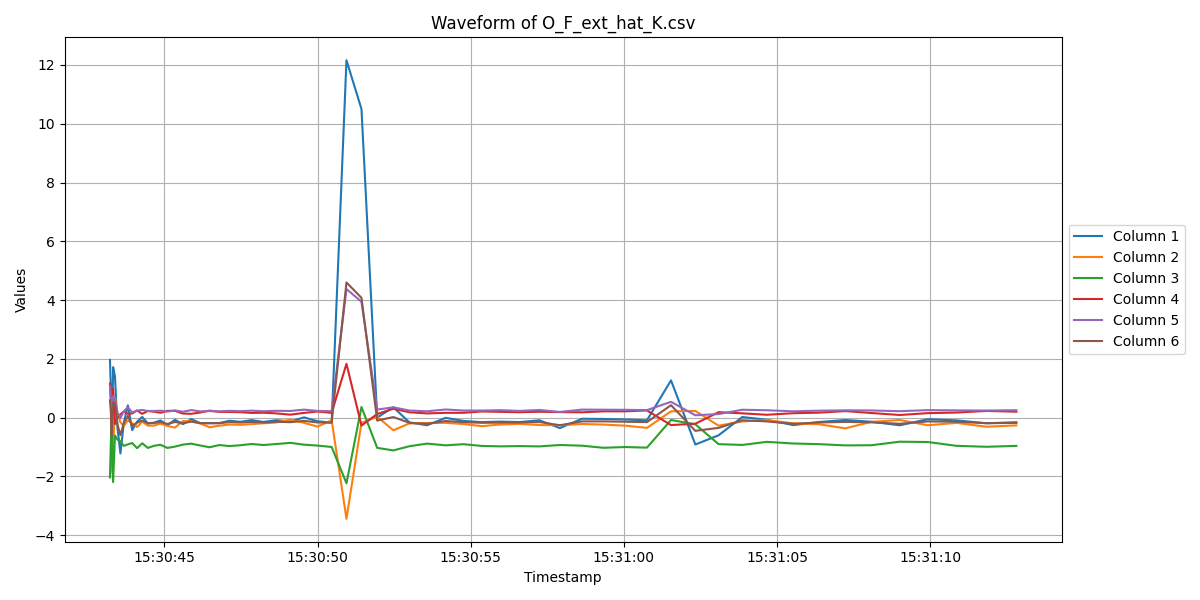 Waveform of O_F_ext_hat_K.csv
Values
12
10
8
6
4
2
0
−2
−4
15:30:45
15:30:50
15:30:55
15:31:00
15:31:05
15:31:10
Timestamp
Column 1
Column 2
Column 3
Column 4
Column 5
Column 6